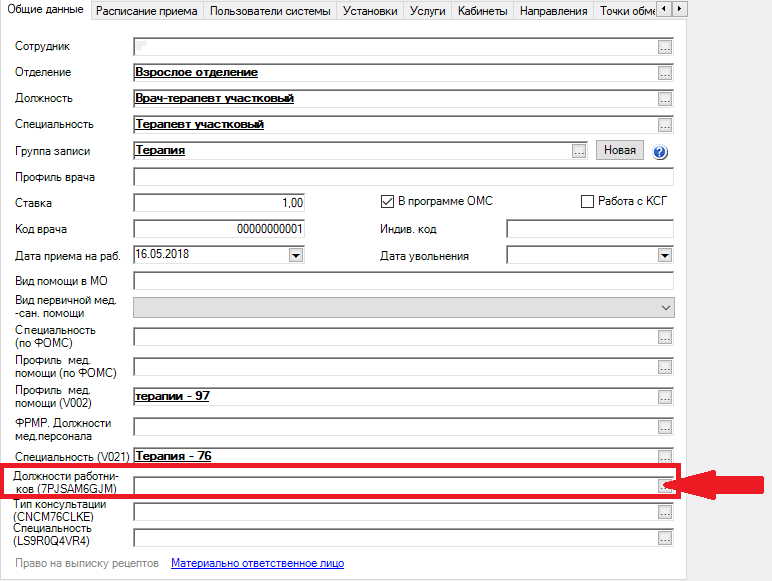 Общие данные Расписание приема Пользователи системы Установки Услуги Кабинеты Направления Точки обме
Сотрудник ...
Отделение Взрослое отделение ...
Должность Врач-терапевт участковый ...
Специальность Терапевт участковый ...
Группа записи Терапия ... Новая ?
Профиль врача
Ставка 1,00 В программе ОМС Работа с КСГ
Код врача 00000000001 Индив. код
Дата приема на раб. 16.05.2018 Дата увольнения
Вид помощи в МО
Вид первичной мед.
-сан. помощи
Специальность
(по ФОМС) ...
Профиль мед.
помощи (по ФОМС) ...
Профиль мед.
помощи (V002) терапии - 97 ...
ФРМР. Должности
мед.персонала ...
Специальность (V021) Терапия - 76 ...
Должности работни-
ков (7PJSAM6GJM) ...
Тип консультации
(CNCM76CLKE) ...
Специальность
(LS9R0Q4VR4) ...
Право на выписку рецептов Материально ответственное лицо